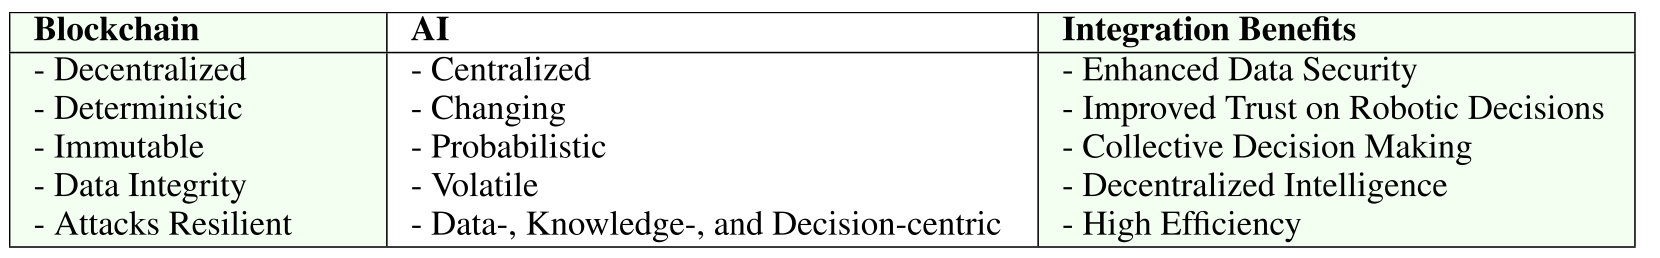 Blockchain AI Integration Benefits
- Decentralized - Centralized - Enhanced Data Security
- Deterministic - Changing - Improved Trust on Robotic Decisions
- Immutable - Probabilistic - Collective Decision Making
- Data Integrity - Volatile - Decentralized Intelligence
- Attacks Resilient - Data-, Knowledge-, and Decision-centric - High Efficiency